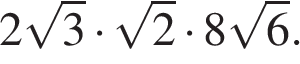 2√3 · √2 · 8√6.